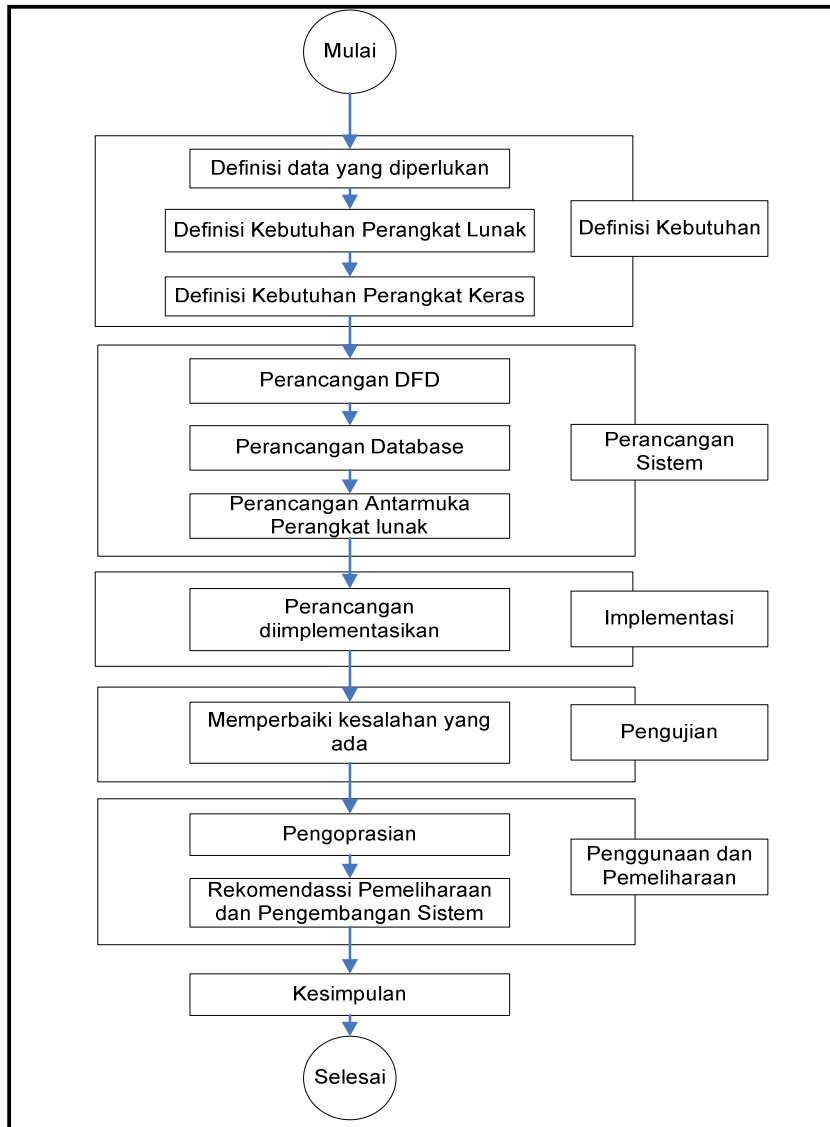 Mulai
Definisi data yang diperlukan
Definisi Kebutuhan Perangkat Lunak
Definisi Kebutuhan
Definisi Kebutuhan Perangkat Keras
Perancangan DFD
Perancangan Database
Perancangan
Sistem
Perancangan Antarmuka
Perangkat lunak
Perancangan
diimplementasikan
Implementasi
Memperbaiki kesalahan yang
ada
Pengujian
Pengoprasian
Penggunaan dan
Pemeliharaan
Rekomendassi Pemeliharaan
dan Pengembangan Sistem
Kesimpulan
Selesai